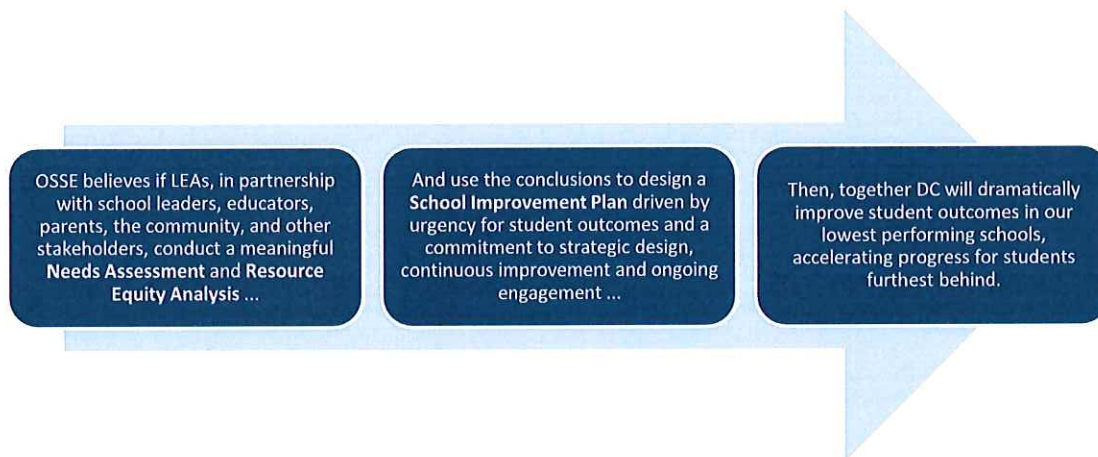 OSSE believes if LEAs, in partnership
with school leaders, educators,
parents, the community, and other
stakeholders, conduct a meaningful
Needs Assessment and Resource
Equity Analysis ...
And use the conclusions to design a
School Improvement Plan driven by
urgency for student outcomes and a
commitment to strategic design,
continuous improvement and ongoing
engagement ...
Then, together DC will dramatically
improve student outcomes in our
lowest performing schools,
accelerating progress for students
furthest behind.